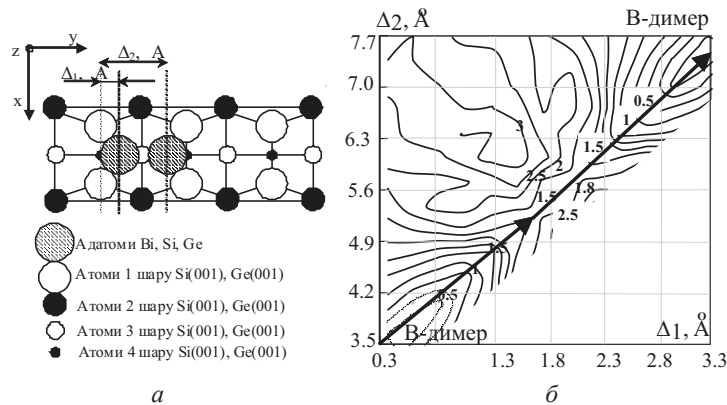 z
y
x
Δ₂, A
Δ₁, A
Адатоми Bi, Si, Ge
Атоми 1 шару Si(001), Ge(001)
Атоми 2 шару Si(001), Ge(001)
Атоми 3 шару Si(001), Ge(001)
Атоми 4 шару Si(001), Ge(001)
а
Δ2, Å
В-димер
7.7
7.0
6.3
5.6
4.9
4.2
3.5
0.5
1
1.5
3
2
2.5
1.8
1.5
2.5
1.5
1
0.5
В-димер
Δ1, Å
0.3
1.3
1.8
2.3
2.8
3.3
б